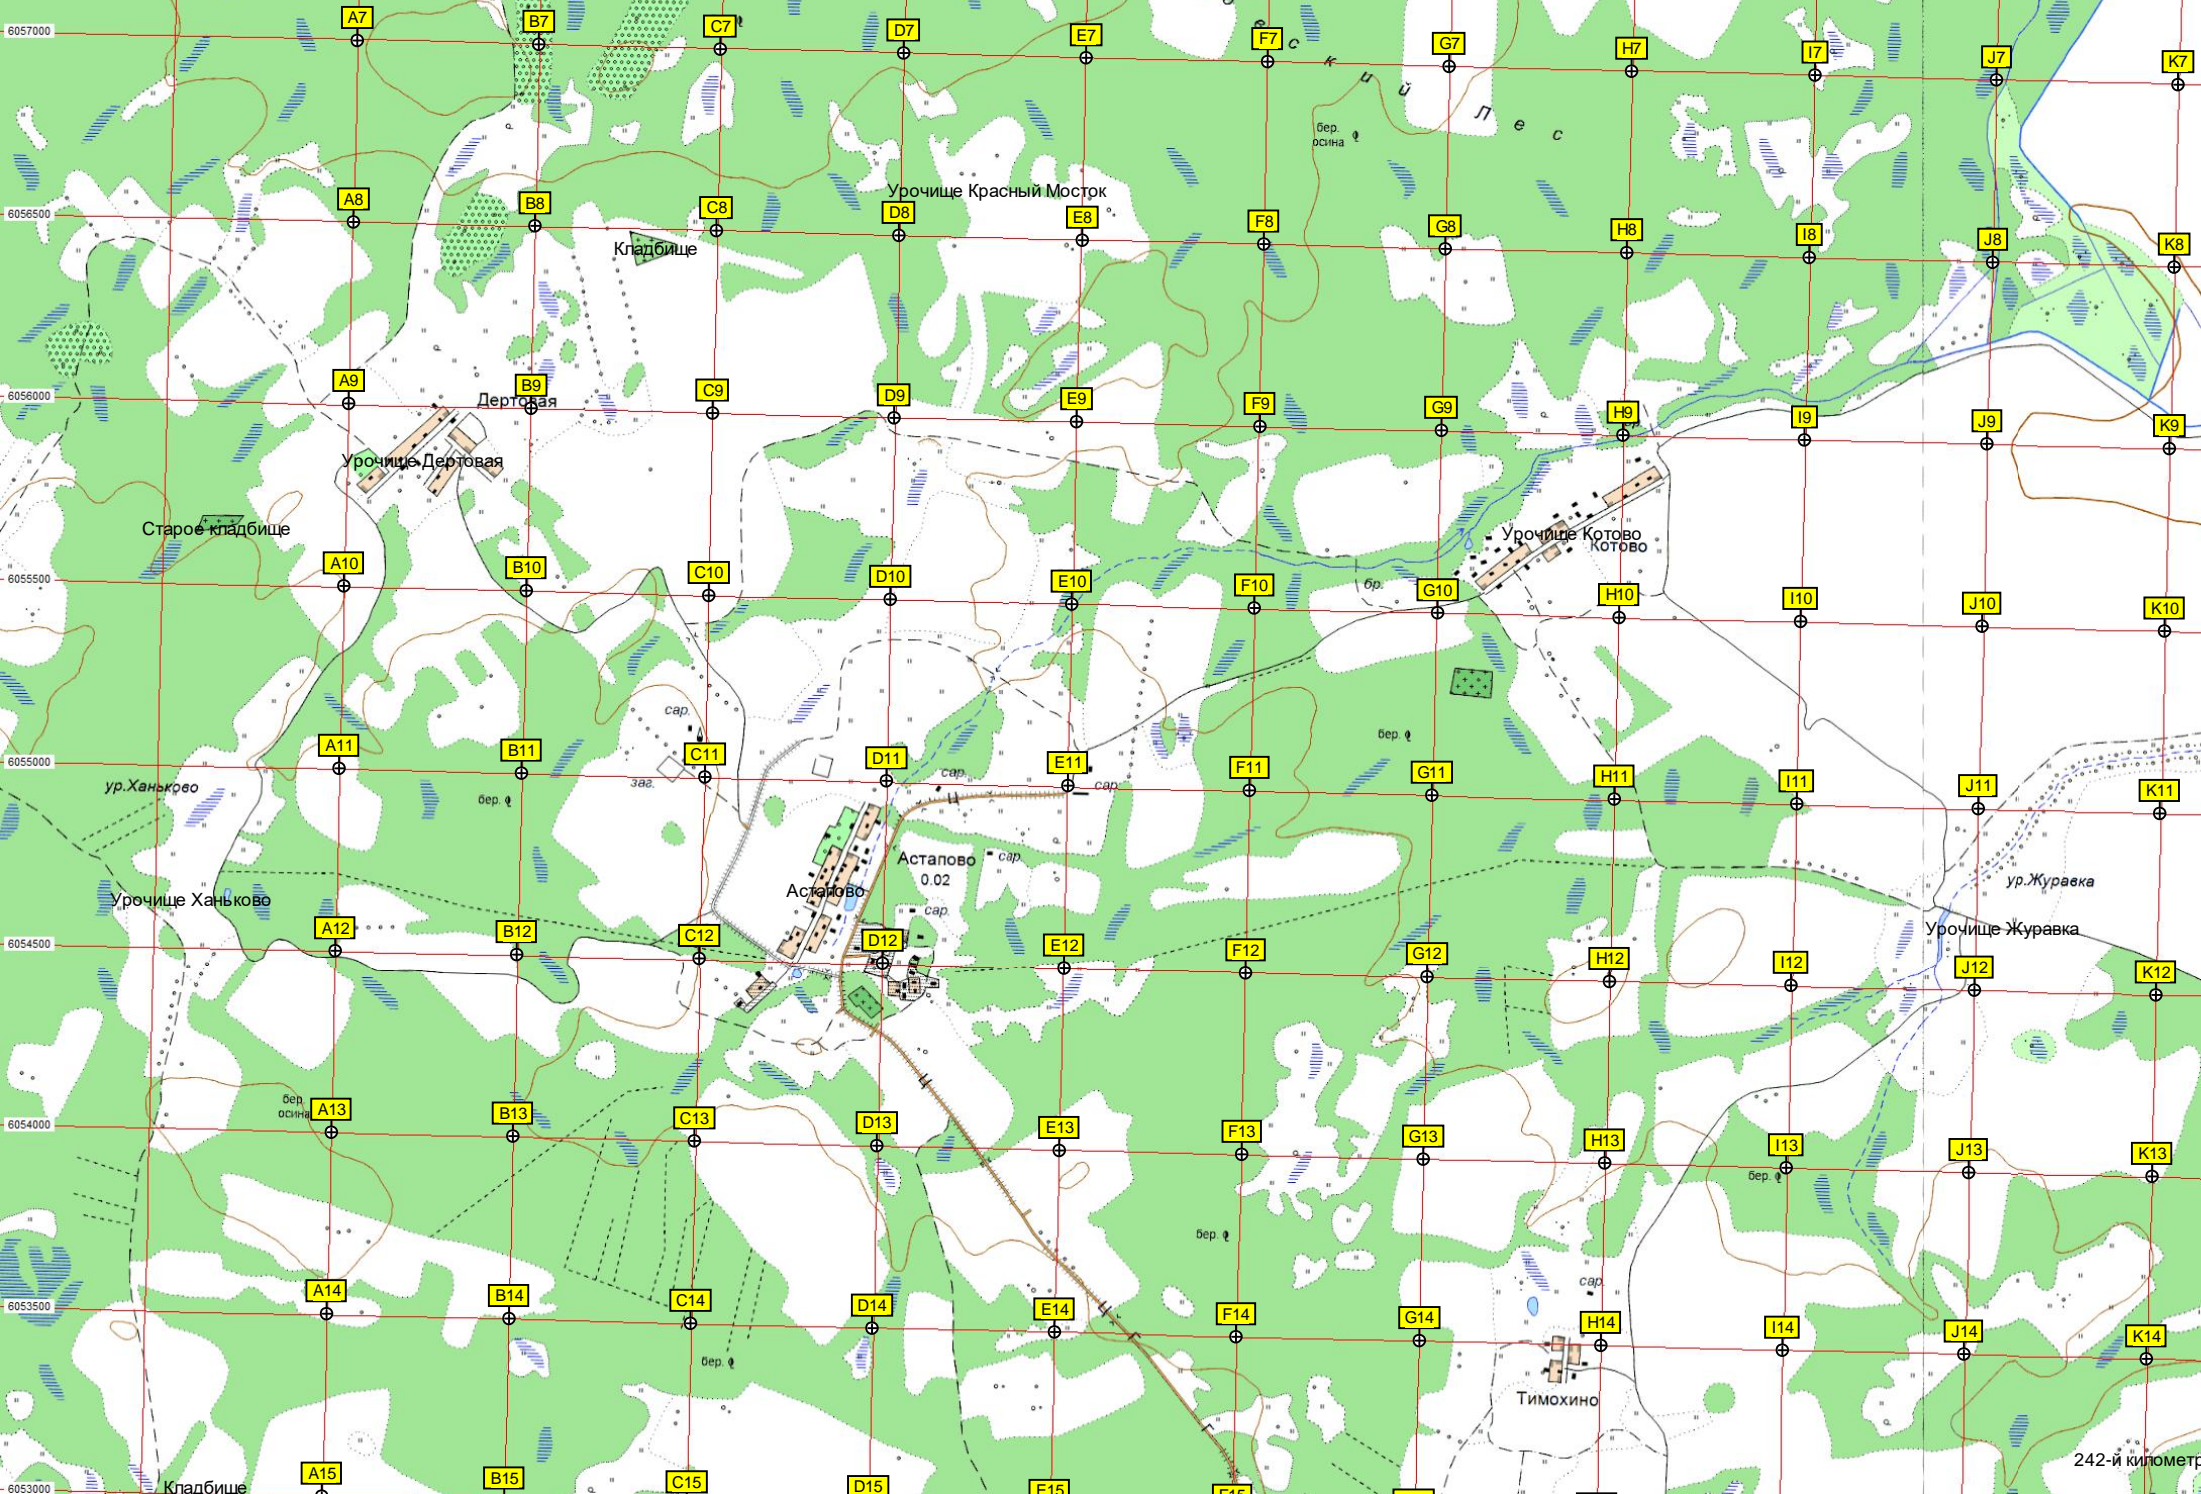 6057000
A7 B7 C7 D7 E7 F7 G7 H7 I7 J7 K7
е с к и й Л е с
бер.
осина
Урочище Красный Мосток
6056500
A8 B8 C8 D8 E8 F8 G8 H8 I8 J8 K8
Кладбище
6056000
A9 B9 C9 D9 E9 F9 G9 H9 I9 J9 K9
Дертовая
Урочище Дертовая
Старое кладбище
Урочище Котово
Котово
6055500
A10 B10 C10 D10 E10 F10 G10 H10 I10 J10 K10
бр.
сар.
бер.
6055000
A11 B11 C11 D11 E11 F11 G11 H11 I11 J11 K11
ур.Ханьково
заг.
сар.
Ц
сар.
бер.
Астапово
0.02
сар.
Астапово
ур.Журавка
Урочище Ханьково
сар.
Урочище Журавка
6054500
A12 B12 C12 D12 E12 F12 G12 H12 I12 J12 K12
Ц
бер.
осина
6054000
A13 B13 C13 D13 E13 F13 G13 H13 I13 J13 K13
бер.
бер.
сар.
6053500
A14 B14 C14 D14 E14 F14 G14 H14 I14 J14 K14
бер.
Тимохино
242-й километр
6053000
A15 B15 C15 D15 E15 F15
Кладбище